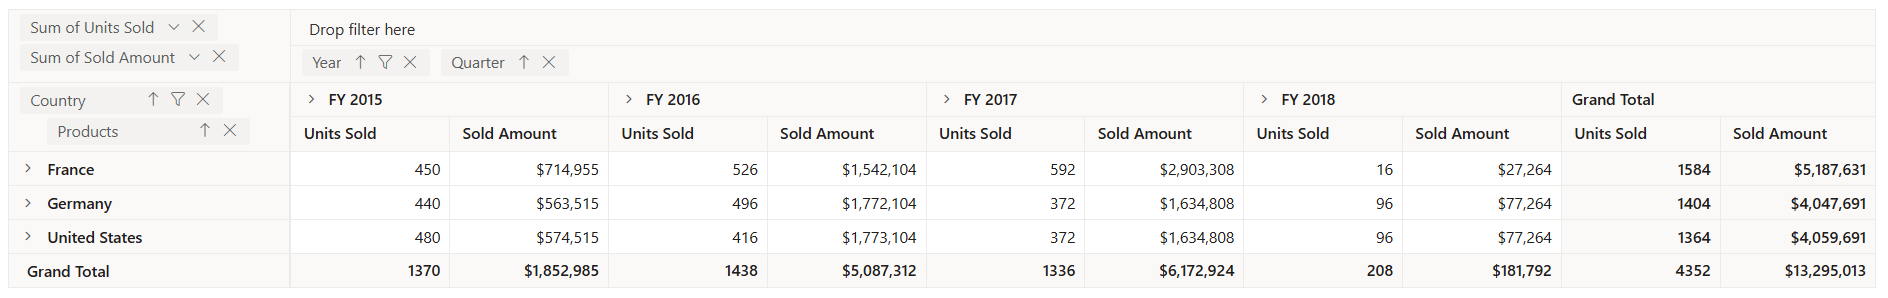 Sum of Units Sold
Sum of Sold Amount
Drop filter here
Year Quarter
Country
Products
FY 2015 FY 2016 FY 2017 FY 2018 Grand Total
Units Sold Sold Amount Units Sold Sold Amount Units Sold Sold Amount Units Sold Sold Amount Units Sold Sold Amount
France 450 $714,955 526 $1,542,104 592 $2,903,308 16 $27,264 1584 $5,187,631
Germany 440 $563,515 496 $1,772,104 372 $1,634,808 96 $77,264 1404 $4,047,691
United States 480 $574,515 416 $1,773,104 372 $1,634,808 96 $77,264 1364 $4,059,691
Grand Total 1370 $1,852,985 1438 $5,087,312 1336 $6,172,924 208 $181,792 4352 $13,295,013